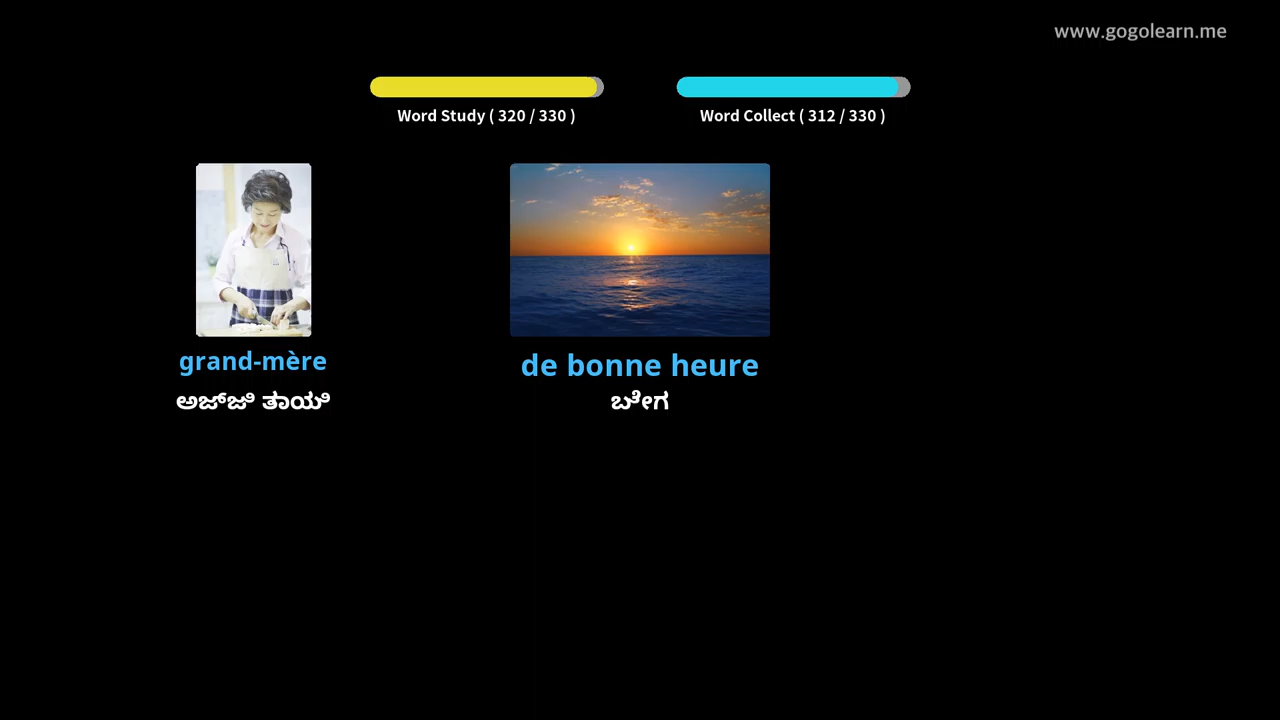 www.gogolearn.me
Word Study ( 320 / 330 )
Word Collect ( 312 / 330 )
grand-mère
ಅಜ್ಜಿ ತಾಯಿ
de bonne heure
ಬೇಗ